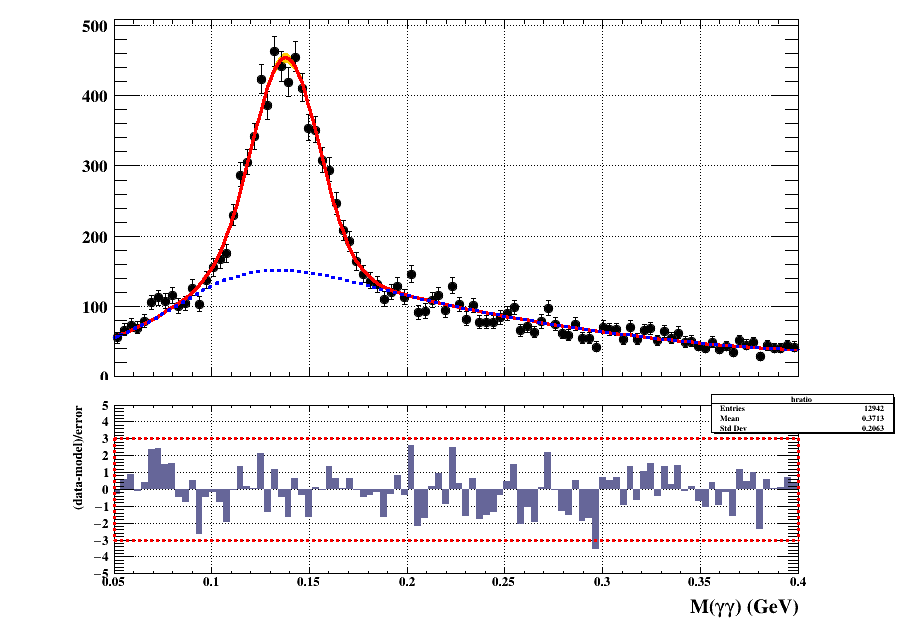 500
400
300
200
100
0
hratio
Entries 12942
Mean 0.3713
Std Dev 0.2063
(data-model)/error
5
4
3
2
1
0
−1
−2
−3
−4
−5
0.05 0.1 0.15 0.2 0.25 0.3 0.35 0.4
M(γγ) (GeV)